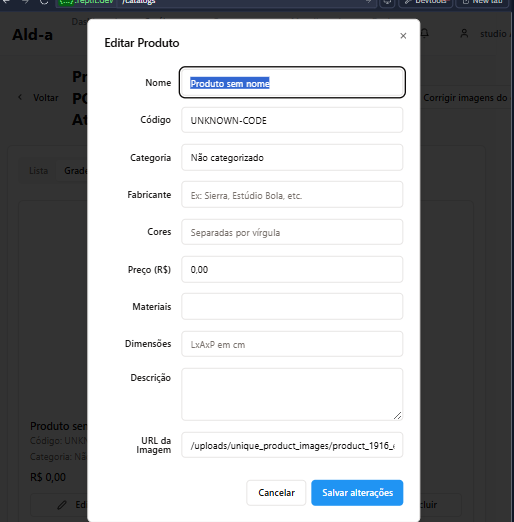 .replit.dev /catalogs
DevTools
New tab
Ald-a
studio
Editar Produto
×
Voltar
Corrigir imagens do
Lista
Grade
Nome
Produto sem nome
Código
UNKNOWN-CODE
Categoria
Não categorizado
Fabricante
Ex: Sierra, Estúdio Bola, etc.
Cores
Separadas por vírgula
Preço (R$)
0,00
Materiais
Dimensões
LxAxP em cm
Descrição
URL da
Imagem
/uploads/unique_product_images/product_1916_
Produto sem
Código: UNK
Categoria: Nã
R$ 0,00
Cancelar
Salvar alterações